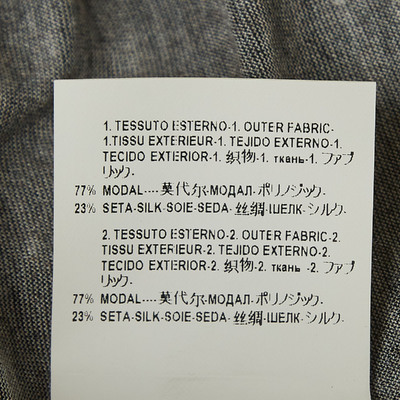 1. TESSUTO ESTERNO-1. OUTER FABRIC-
1.TISSU EXTERIEUR-1. TEJIDO EXTERNO-1.
TECIDO EXTERIOR-1. 织物-1. ткань-1. ファブ
リック-
77% MODAL----莫代尔-МОДАЛ-ポリノジック-
23% SETA-SILK-SOIE-SEDA-丝绸-ШЕЛК-シルク-
2. TESSUTO ESTERNO-2. OUTER FABRIC-2.
TISSU EXTERIEUR-2. TEJIDO EXTERNO-2.
TECIDO EXTERIOR-2. 织物-2. ткань -2. ファブ
リック-
77% MODAL----莫代尔-МОДАЛ-ポリノジック-
23% SETA-SILK-SOIE-SEDA-丝绸-ШЕЛК-シルク-